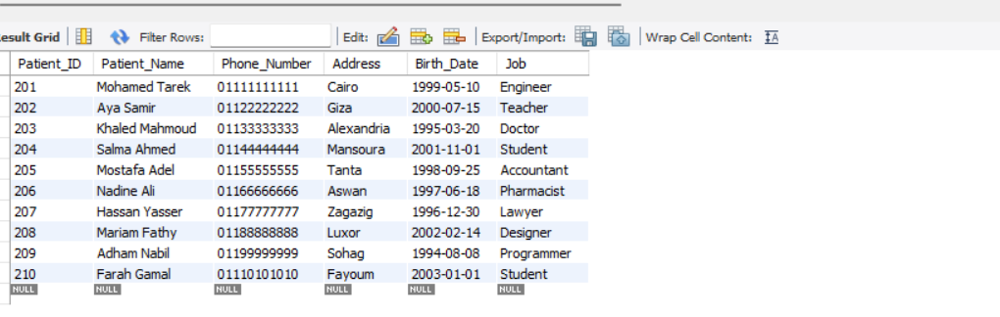 esult Grid Filter Rows: Edit: Export/Import: Wrap Cell Content: IA
Patient_ID Patient_Name Phone_Number Address Birth_Date Job
201 Mohamed Tarek 01111111111 Cairo 1999-05-10 Engineer
202 Aya Samir 01122222222 Giza 2000-07-15 Teacher
203 Khaled Mahmoud 01133333333 Alexandria 1995-03-20 Doctor
204 Salma Ahmed 01144444444 Mansoura 2001-11-01 Student
205 Mostafa Adel 01155555555 Tanta 1998-09-25 Accountant
206 Nadine Ali 01166666666 Aswan 1997-06-18 Pharmacist
207 Hassan Yasser 01177777777 Zagazig 1996-12-30 Lawyer
208 Mariam Fathy 01188888888 Luxor 2002-02-14 Designer
209 Adham Nabil 01199999999 Sohag 1994-08-08 Programmer
210 Farah Gamal 01110101010 Fayoum 2003-01-01 Student
NULL NULL NULL NULL NULL NULL